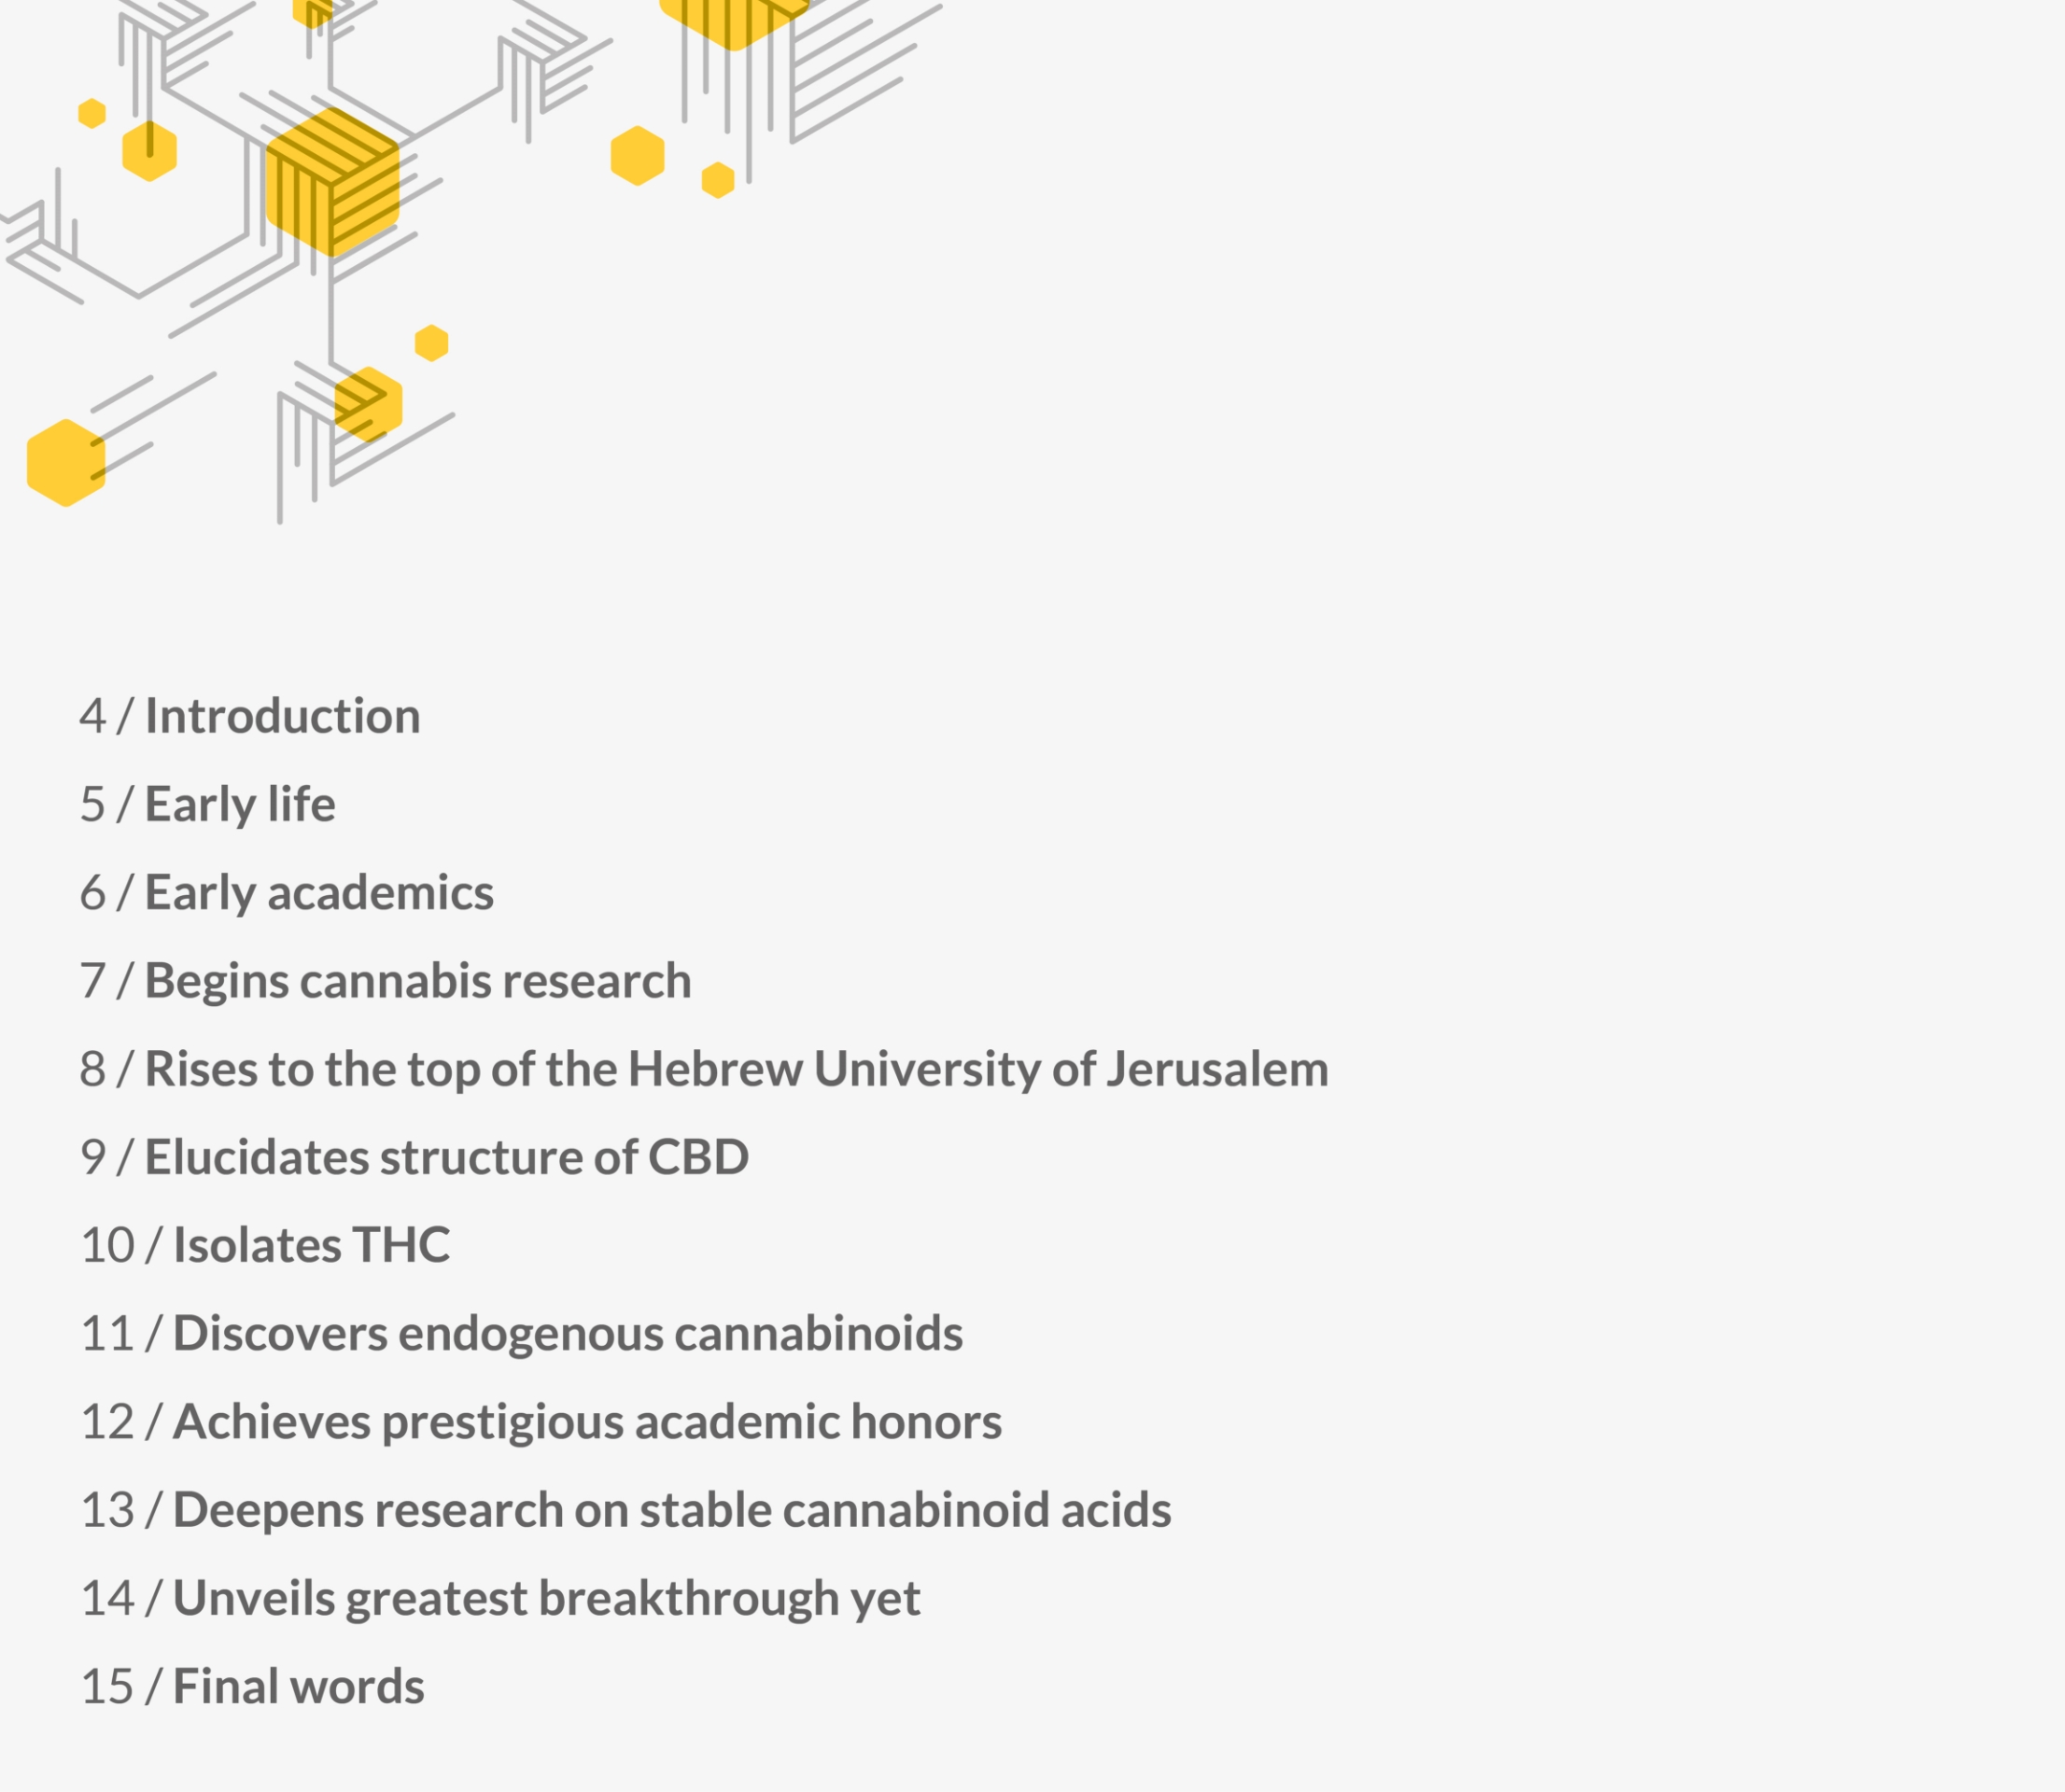 4 / Introduction
5 / Early life
6 / Early academics
7 / Begins cannabis research
8 / Rises to the top of the Hebrew University of Jerusalem
9 / Elucidates structure of CBD
10 / Isolates THC
11 / Discovers endogenous cannabinoids
12 / Achieves prestigious academic honors
13 / Deepens research on stable cannabinoid acids
14 / Unveils greatest breakthrough yet
15 / Final words